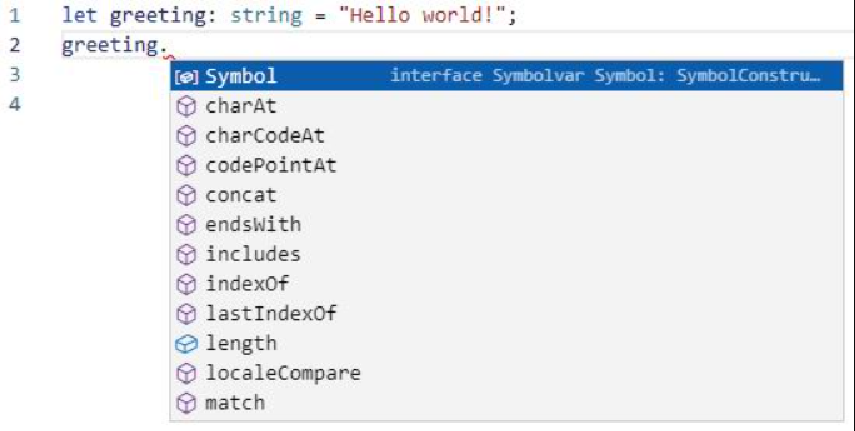 1 let greeting: string = "Hello world!";
2 greeting.
3 Symbol interface Symbolvar Symbol: SymbolConstru…
4 charAt
charCodeAt
codePointAt
concat
endsWith
includes
indexOf
lastIndexOf
length
localeCompare
match